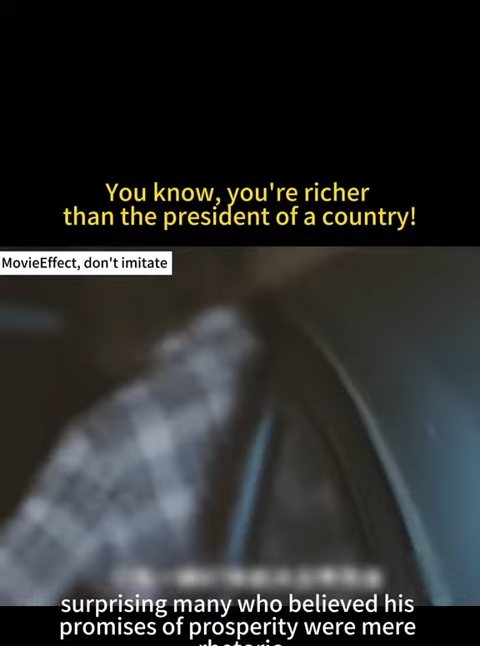 You know, you're richer
than the president of a country!
MovieEffect, don't imitate
surprising many who believed his
promises of prosperity were mere